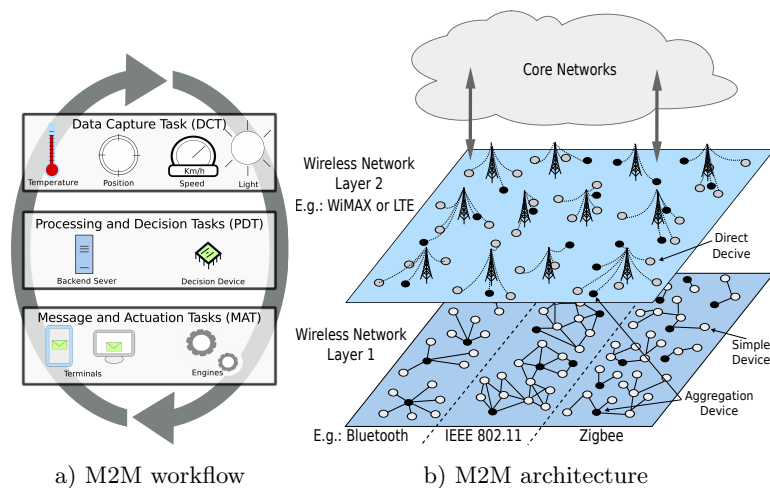 Data Capture Task (DCT)
Km/h
Temperature
Position
Speed
Light
Processing and Decision Tasks (PDT)
Backend Sever
Decision Device
Message and Actuation Tasks (MAT)
Terminals
Engines
a) M2M workflow
Core Networks
Wireless Network
Layer 2
E.g.: WiMAX or LTE
Direct
Decive
Wireless Network
Layer 1
Simple
Device
Aggregation
Device
E.g.: Bluetooth
IEEE 802.11
Zigbee
b) M2M architecture